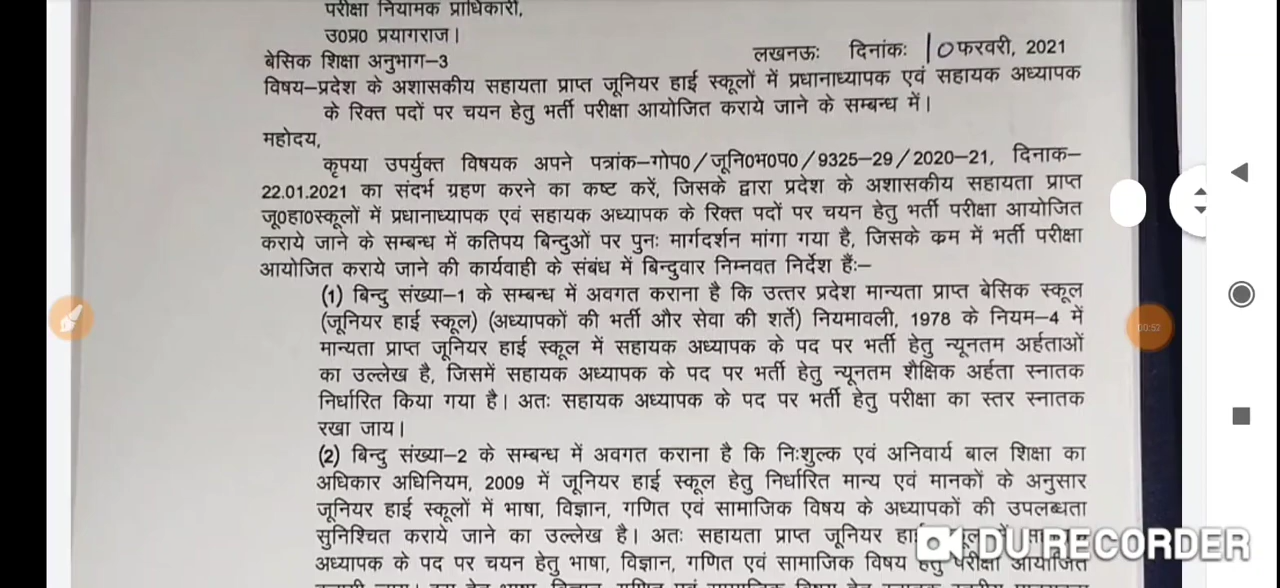 परीक्षा नियामक प्राधिकारी,
उ0प्र0 प्रयागराज।
बेसिक शिक्षा अनुभाग–3
लखनऊः दिनांकः 10 फरवरी, 2021
विषय–प्रदेश के अशासकीय सहायता प्राप्त जूनियर हाई स्कूलों में प्रधानाध्यापक एवं सहायक अध्यापक
के रिक्त पदों पर चयन हेतु भर्ती परीक्षा आयोजित कराये जाने के सम्बन्ध में।
महोदय,
कृपया उपर्युक्त विषयक अपने पत्रांक–गोप0/जूनि0भ0प0/9325–29/2020–21, दिनाक–
22.01.2021 का संदर्भ ग्रहण करने का कष्ट करें, जिसके द्वारा प्रदेश के अशासकीय सहायता प्राप्त
जू0हा0स्कूलों में प्रधानाध्यापक एवं सहायक अध्यापक के रिक्त पदों पर चयन हेतु भर्ती परीक्षा आयोजित
कराये जाने के सम्बन्ध में कतिपय बिन्दुओं पर पुनः मार्गदर्शन मांगा गया है, जिसके क्रम में भर्ती परीक्षा
आयोजित कराये जाने की कार्यवाही के संबंध में बिन्दुवार निम्नवत निर्देश हैंः–
(1) बिन्दु संख्या–1 के सम्बन्ध में अवगत कराना है कि उत्तर प्रदेश मान्यता प्राप्त बेसिक स्कूल
(जूनियर हाई स्कूल) (अध्यापकों की भर्ती और सेवा की शर्ते) नियमावली, 1978 के नियम–4 में
मान्यता प्राप्त जूनियर हाई स्कूल में सहायक अध्यापक के पद पर भर्ती हेतु न्यूनतम अर्हताओं
का उल्लेख है, जिसमें सहायक अध्यापक के पद पर भर्ती हेतु न्यूनतम शैक्षिक अर्हता स्नातक
निर्धारित किया गया है। अतः सहायक अध्यापक के पद पर भर्ती हेतु परीक्षा का स्तर स्नातक
रखा जाय।
(2) बिन्दु संख्या–2 के सम्बन्ध में अवगत कराना है कि निःशुल्क एवं अनिवार्य बाल शिक्षा का
अधिकार अधिनियम, 2009 में जूनियर हाई स्कूल हेतु निर्धारित मान्य एवं मानकों के अनुसार
जूनियर हाई स्कूलों में भाषा, विज्ञान, गणित एवं सामाजिक विषय के अध्यापकों की उपलब्धता
सुनिश्चित कराये जाने का उल्लेख है। अतः सहायता प्राप्त जूनियर
अध्यापक के पद पर चयन हेतु भाषा, विज्ञान, गणित एवं सामाजिक विषय हेतु परीक्षा आयोजित
00:52
DU RECORDER